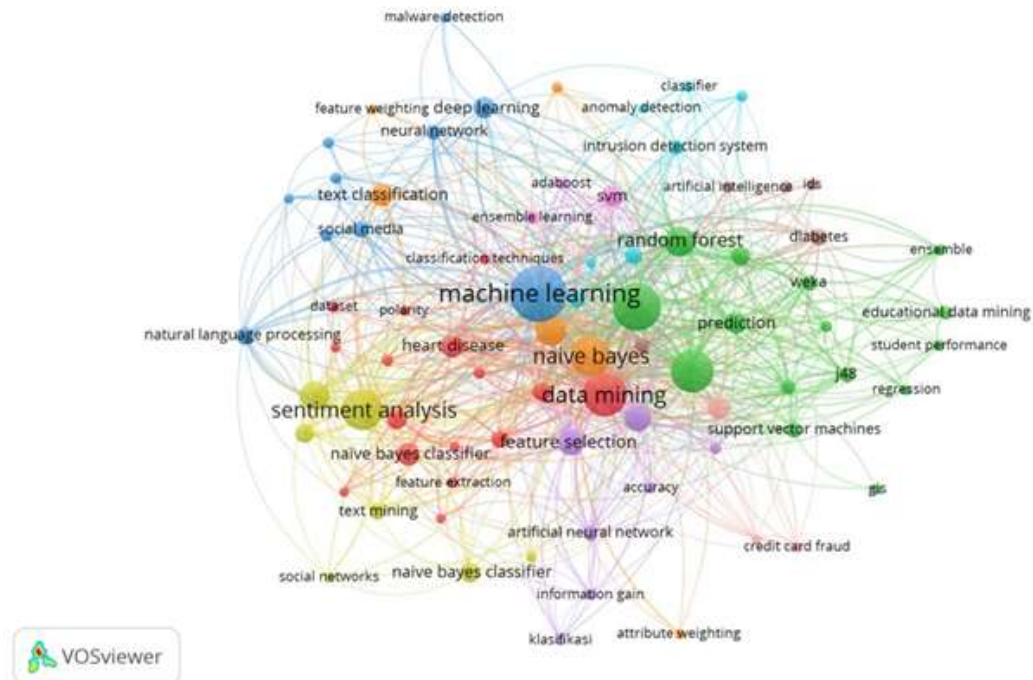 malware detection
classifier
feature weighting
deep learning
anomaly detection
neural network
intrusion detection system
adaboost
artificial intelligence
ids
text classification
svm
ensemble learning
social media
random forest
diabetes
ensemble
classification techniques
weka
machine learning
dataset
polarity
educational data mining
natural language processing
prediction
heart disease
student performance
naive bayes
j48
data mining
regression
sentiment analysis
support vector machines
feature selection
naïve bayes classifier
feature extraction
accuracy
gis
text mining
artificial neural network
credit card fraud
social networks
naive bayes classifier
information gain
klasifikasi
attribute weighting
VOSviewer